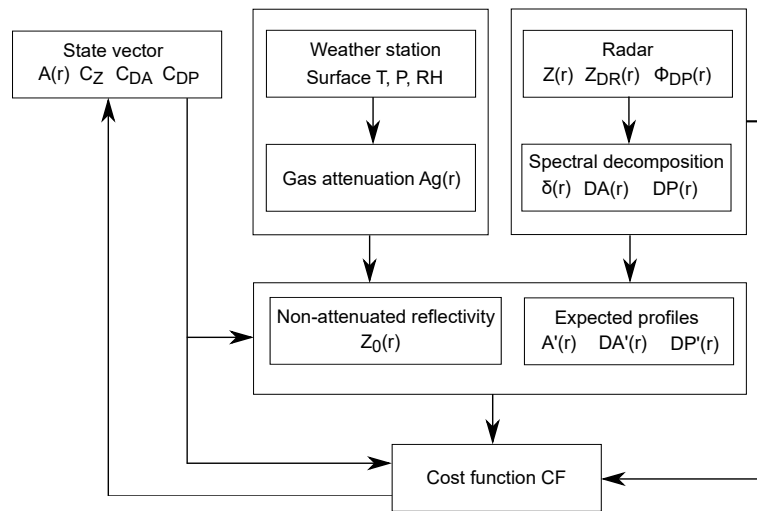 State vector
A(r) C_Z C_DA C_DP
Weather station
Surface T, P, RH
Gas attenuation Ag(r)
Radar
Z(r) Z_DR(r) Φ_DP(r)
Spectral decomposition
δ(r) DA(r) DP(r)
Non-attenuated reflectivity
Z_0(r)
Expected profiles
A'(r) DA'(r) DP'(r)
Cost function CF